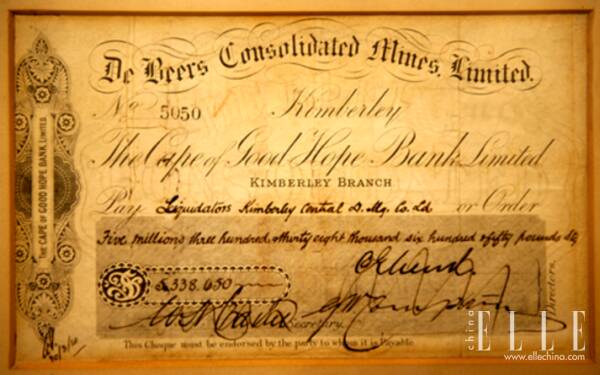 De Beers Consolidated Mines, Limited.
No 5050 Kimberley
The Cape of Good Hope Bank Limited
KIMBERLEY BRANCH
Pay Liquidators Kimberley Central D. Mg. Co. Ld or Order
Five millions three hundred & thirty eight thousand six hundred & fifty pounds Stg
£5,338,650
Secretary.
Directors.
This Cheque must be endorsed by the party to whom it is Payable.
THE CAPE OF GOOD HOPE BANK, LIMITED.
china
ELLE
www.ellechina.com